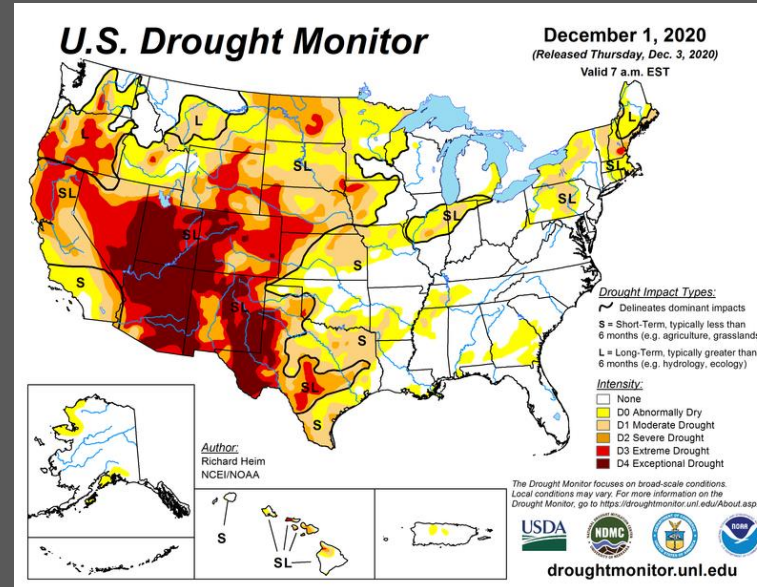 U.S. Drought Monitor
December 1, 2020
(Released Thursday, Dec. 3, 2020)
Valid 7 a.m. EST
L
L
L
L
SL
SL
SL
SL
SL
S
S
SL
S
SL
SL
S
Drought Impact Types:
Delineates dominant impacts
S = Short-Term, typically less than
6 months (e.g. agriculture, grasslands
L = Long-Term, typically greater than
6 months (e.g. hydrology, ecology)
Intensity:
None
D0 Abnormally Dry
D1 Moderate Drought
D2 Severe Drought
D3 Extreme Drought
D4 Exceptional Drought
Author:
Richard Heim
NCEI/NOAA
S
SL
The Drought Monitor focuses on broad-scale conditions.
Local conditions may vary. For more information on the
Drought Monitor, go to https://droughtmonitor.unl.edu/About.asp
USDA
NDMC
NOAA
droughtmonitor.unl.edu